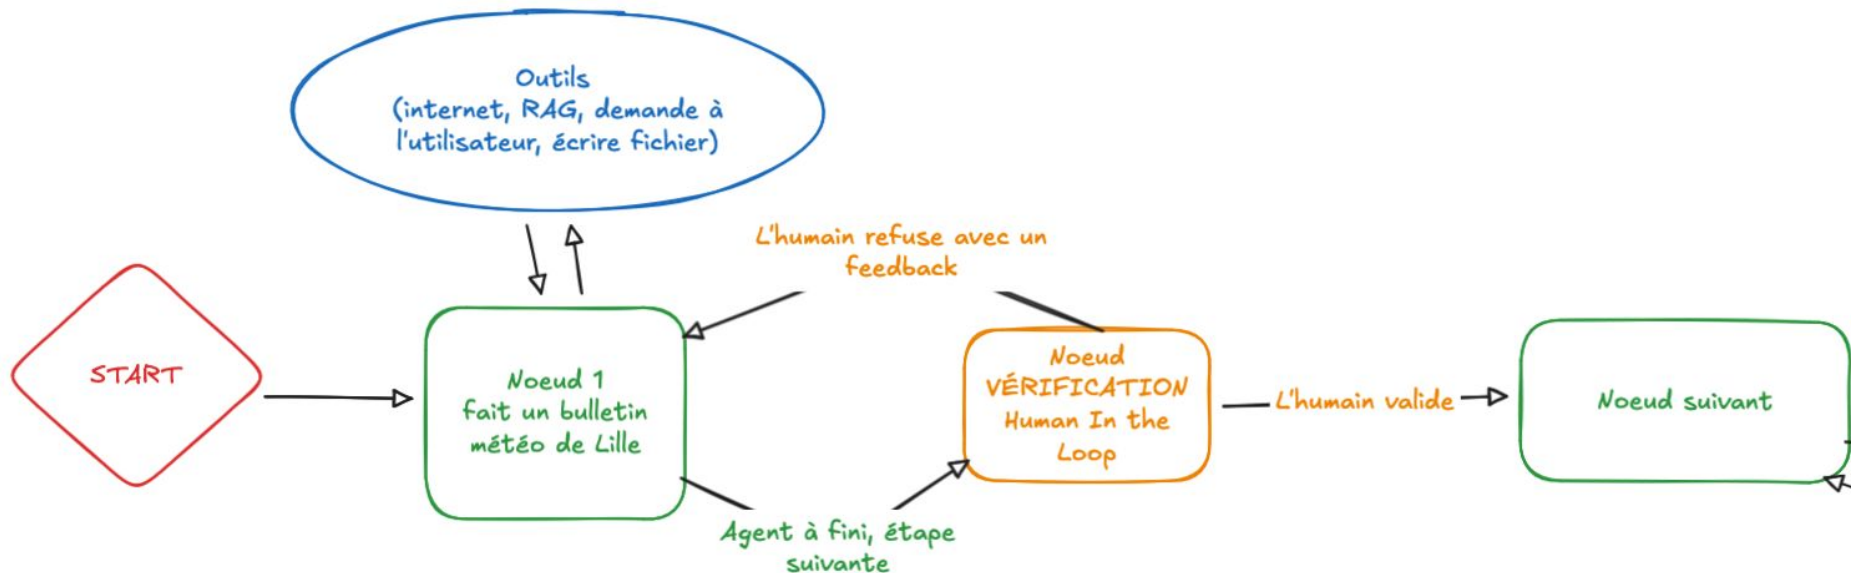 Outils
(internet, RAG, demande à
l'utilisateur, écrire fichier)
L'humain refuse avec un
feedback
START
Noeud 1
fait un bulletin
météo de Lille
Noeud
VÉRIFICATION
Human In the
Loop
L'humain valide
Noeud suivant
Agent à fini, étape
suivante